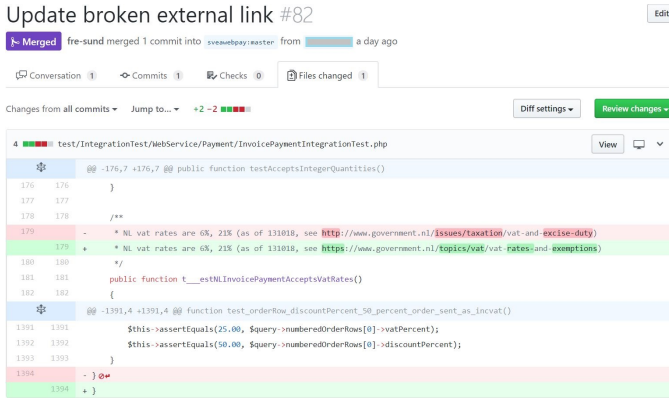 Update broken external link #82
Edit
Merged fre-sund merged 1 commit into sveawebpay:master from a day ago
Conversation 1 Commits 1 Checks 0 Files changed 1
Changes from all commits Jump to... +2 −2 Diff settings Review changes
4 test/IntegrationTest/WebService/Payment/InvoicePaymentIntegrationTest.php View
@@ -176,7 +176,7 @@ public function testAcceptsIntegerQuantities()
176 176 }
177 177
178 178 /**
179 - * NL vat rates are 6%, 21% (as of 131018, see http://www.government.nl/issues/taxation/vat-and-excise-duty)
179 + * NL vat rates are 6%, 21% (as of 131018, see https://www.government.nl/topics/vat/vat-rates-and-exemptions)
180 180 */
181 181 public function t___estNLInvoicePaymentAcceptsVatRates()
182 182 {
@@ -1391,4 +1391,4 @@ function test_orderRow_discountPercent_50_percent_order_sent_as_incvat()
1391 1391 $this->assertEquals(25.00, $query->numberedOrderRows[0]->vatPercent);
1392 1392 $this->assertEquals(50.00, $query->numberedOrderRows[0]->discountPercent);
1393 1393 }
1394 - }
1394 + }